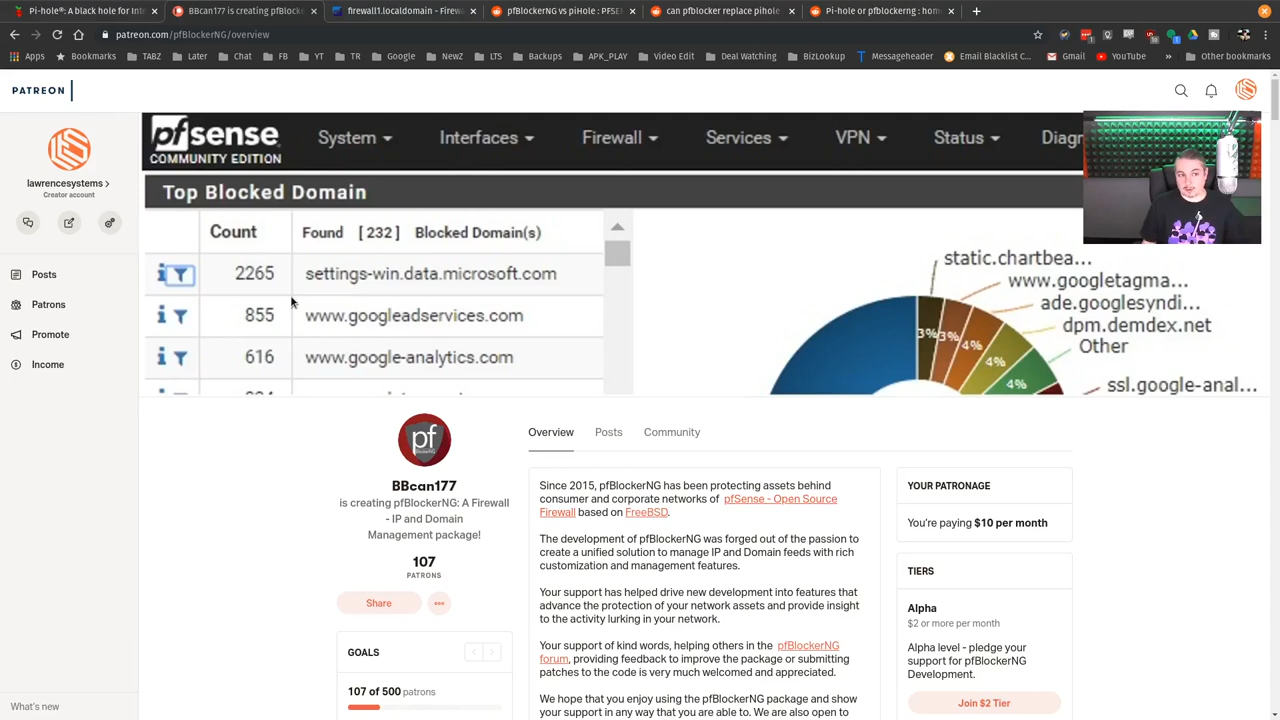 Pi-hole®: A black hole for Inte
BBcan177 is creating pfBlocke
firewall1.localdomain - Firewa
pfBlockerNG vs piHole : PFSE
can pfblocker replace pihole
Pi-hole or pfblockerng : hom
patreon.com/pfBlockerNG/overview
Apps
Bookmarks
TABZ
Later
Chat
FB
YT
TR
Google
NewZ
LTS
Backups
APK_PLAY
Video Edit
Deal Watching
BizLookup
Messageheader
Email Blacklist C...
Gmail
YouTube
»
Other bookmarks
PATREON
lawrencesystems
Creator account
Posts
Patrons
Promote
Income
What's new
pfsense
COMMUNITY EDITION
System
Interfaces
Firewall
Services
VPN
Status
Diagn
Top Blocked Domain
Count
Found [232] Blocked Domain(s)
2265 settings-win.data.microsoft.com
855 www.googleadservices.com
616 www.google-analytics.com
static.chartbea...
www.googletagma...
ade.googlesyndi...
dpm.demdex.net
Other
ssl.google-anal...
3%
3%
4%
4%
4%
pf
BlockerNG
BBcan177
is creating pfBlockerNG: A Firewall
- IP and Domain
Management package!
107
PATRONS
Share
GOALS
107 of 500 patrons
Overview
Posts
Community
Since 2015, pfBlockerNG has been protecting assets behind
consumer and corporate networks of pfSense - Open Source
Firewall based on FreeBSD.
The development of pfBlockerNG was forged out of the passion to
create a unified solution to manage IP and Domain feeds with rich
customization and management features.
Your support has helped drive new development into features that
advance the protection of your network assets and provide insight
to the activity lurking in your network.
Your support of kind words, helping others in the pfBlockerNG
forum, providing feedback to improve the package or submitting
patches to the code is very much welcomed and appreciated.
We hope that you enjoy using the pfBlockerNG package and show
your support in any way that you are able to. We are also open to
YOUR PATRONAGE
You're paying $10 per month
TIERS
Alpha
$2 or more per month
Alpha level - pledge your
support for pfBlockerNG
Development.
Join $2 Tier